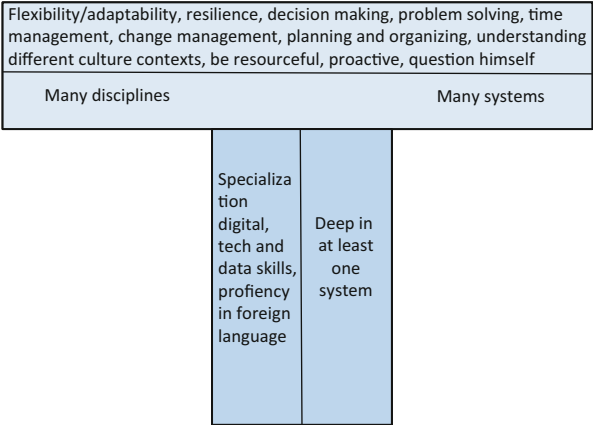 Flexibility/adaptability, resilience, decision making, problem solving, time
management, change management, planning and organizing, understanding
different culture contexts, be resourceful, proactive, question himself
Many disciplines
Many systems
Specializa
tion
digital,
tech and
data skills,
profiency
in foreign
language
Deep in
at least
one
system